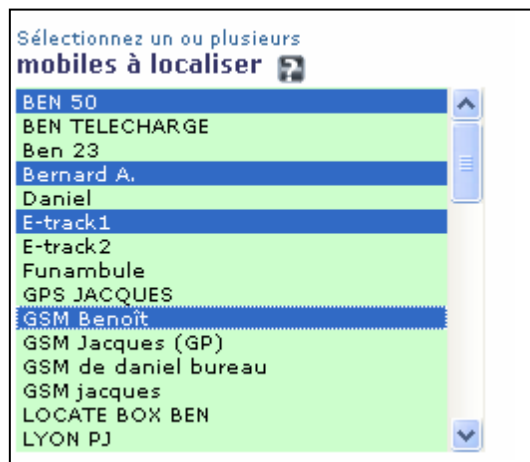 Sélectionnez un ou plusieurs
mobiles à localiser ?
BEN 50
BEN TELECHARGE
Ben 23
Bernard A.
Daniel
E-track1
E-track2
Funambule
GPS JACQUES
GSM Benoît
GSM Jacques (GP)
GSM de daniel bureau
GSM jacques
LOCATE BOX BEN
LYON PJ